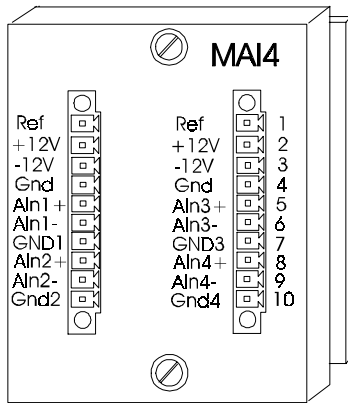 MAI4
Ref Ref 1
+12V +12V 2
-12V -12V 3
Gnd Gnd 4
AIn1+ AIn3+ 5
AIn1- AIn3- 6
GND1 GND3 7
AIn2+ AIn4+ 8
AIn2- AIn4- 9
Gnd2 Gnd4 10